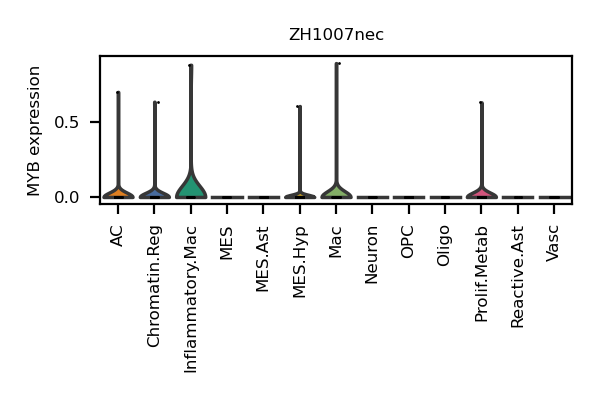 ZH1007nec
MYB expression
0.5
0.0
AC
Chromatin.Reg
Inflammatory.Mac
MES
MES.Ast
MES.Hyp
Mac
Neuron
OPC
Oligo
Prolif.Metab
Reactive.Ast
Vasc